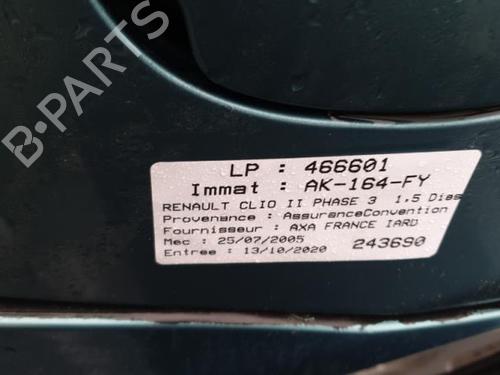 B-PARTS
LP : 466601
Immat : AK-164-FY
RENAULT CLIO II PHASE 3 1.5 Dies
Provenance : AssuranceConvention
Fournisseur : AXA FRANCE IARD
Mec : 25/07/2005 243690
Entree : 13/10/2020